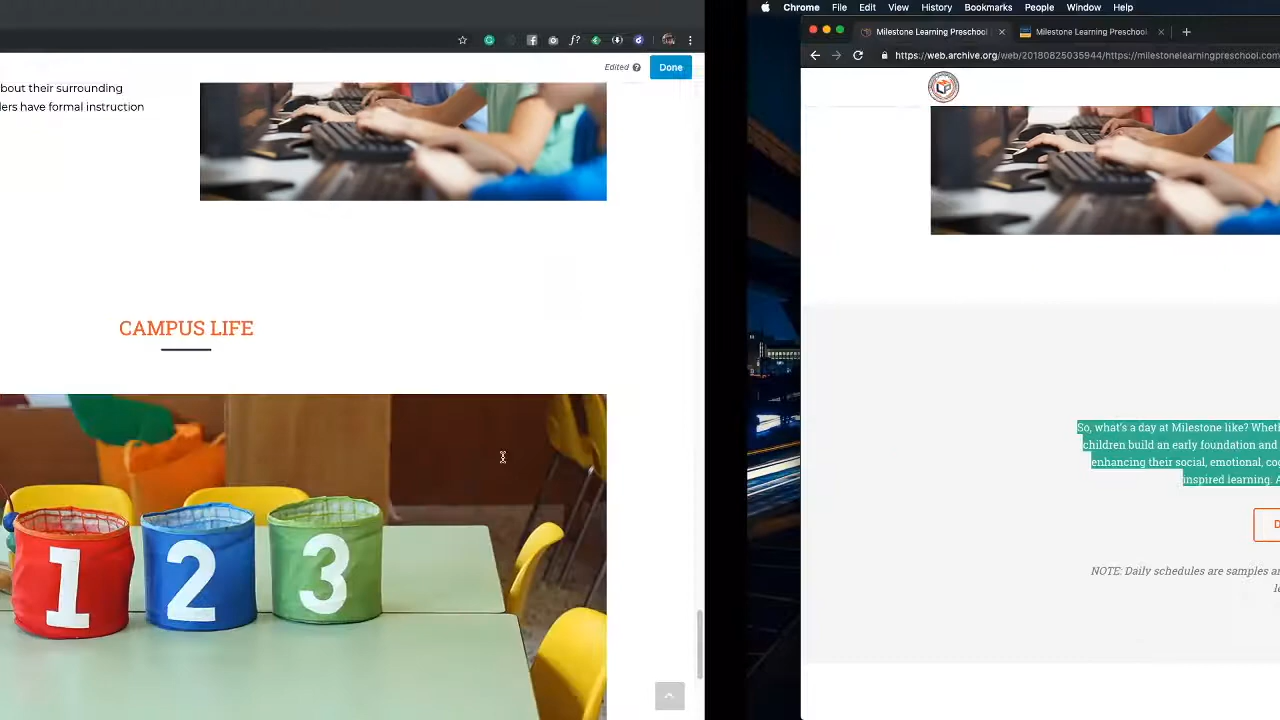 Chrome File Edit View History Bookmarks People Window Help
Milestone Learning Preschool
Milestone Learning Preschool
https://web.archive.org/web/20180825035944/https://milestonelearningpreschool.com
f?
Edited
Done
bout their surrounding
ders have formal instruction
CAMPUS LIFE
1 2 3
So, what's a day at Milestone like? Wheth
children build an early foundation and
enhancing their social, emotional, cog
inspired learning. A
D
NOTE: Daily schedules are samples an
le